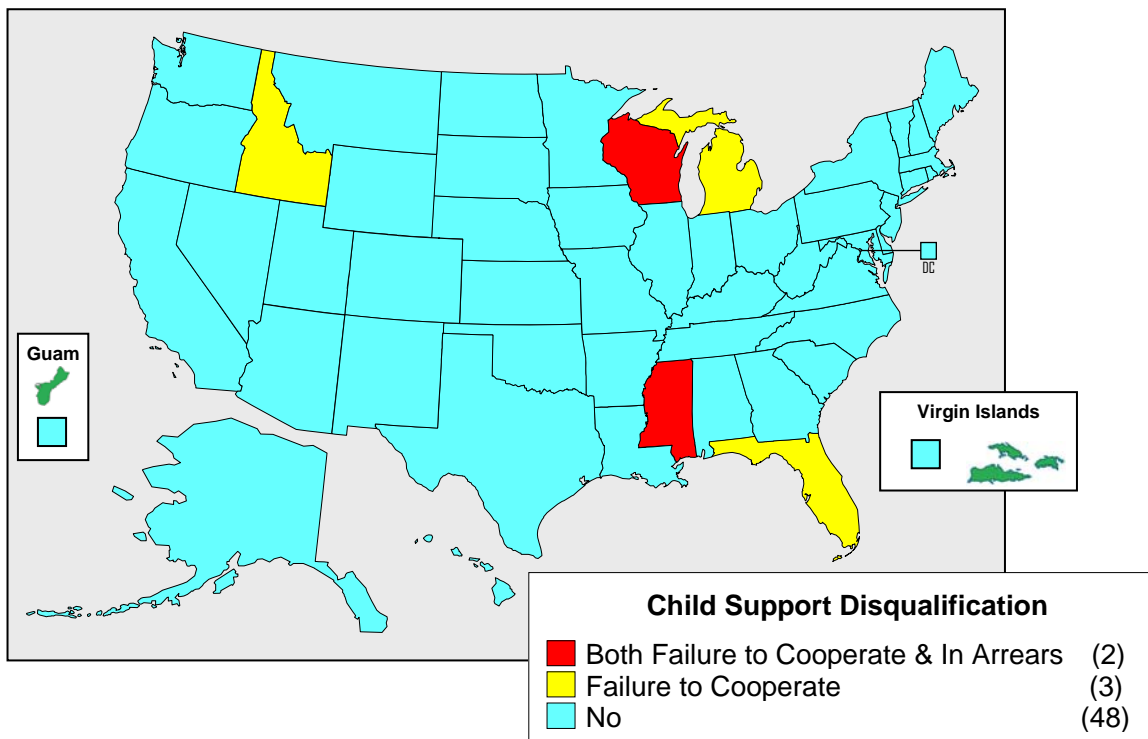 DC
Guam
Virgin Islands
Child Support Disqualification
Both Failure to Cooperate & In Arrears (2)
Failure to Cooperate (3)
No (48)